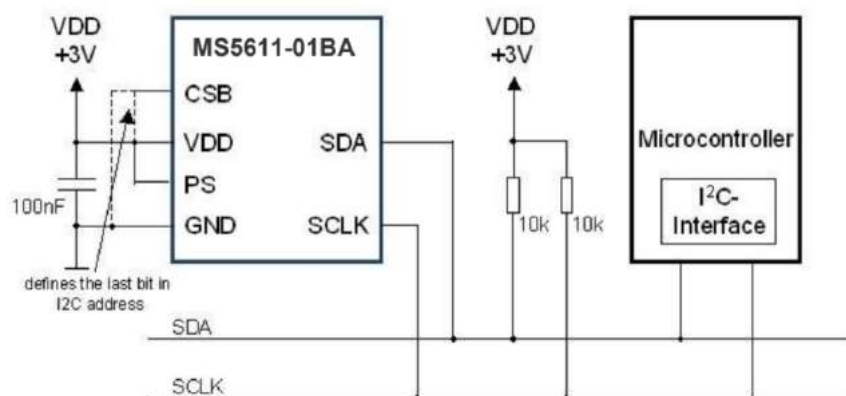 VDD
+3V
MS5611-01BA
CSB
VDD
SDA
PS
GND
SCLK
100nF
defines the last bit in
I2C address
VDD
+3V
10k
10k
Microcontroller
I²C-
Interface
SDA
SCLK